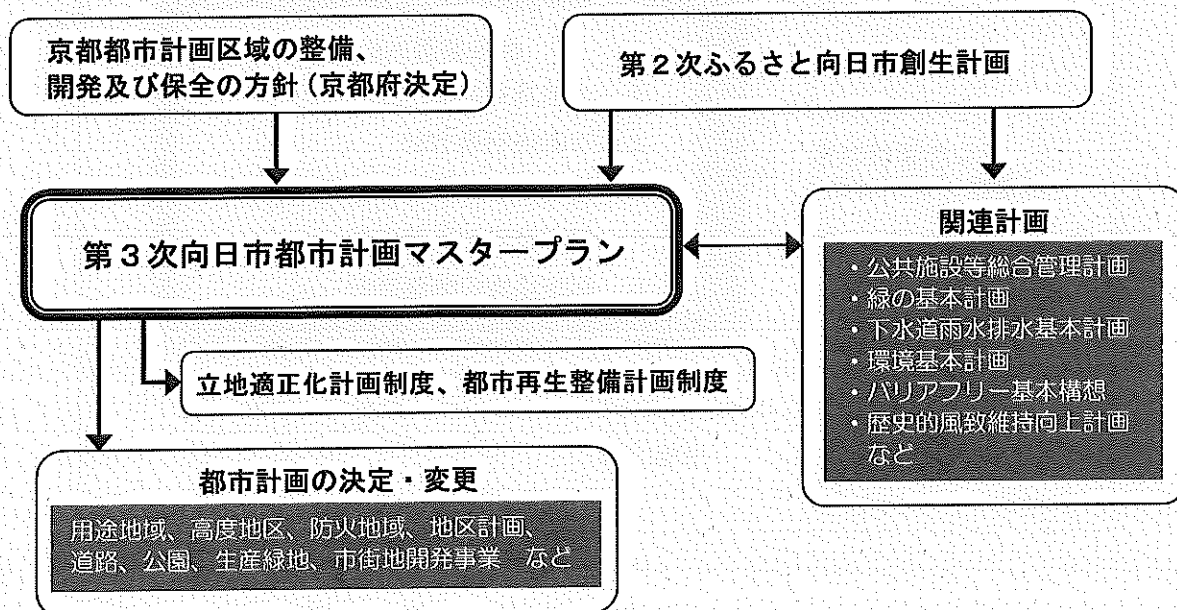 京都都市計画区域の整備、
開発及び保全の方針（京都府決定）
第２次ふるさと向日市創生計画
第３次向日市都市計画マスタープラン
関連計画
・公共施設等総合管理計画
・緑の基本計画
・下水道雨水排水基本計画
・環境基本計画
・バリアフリー基本構想
・歴史的風致維持向上計画
など
立地適正化計画制度、都市再生整備計画制度
都市計画の決定・変更
用途地域、高度地区、防火地域、地区計画、
道路、公園、生産緑地、市街地開発事業　など